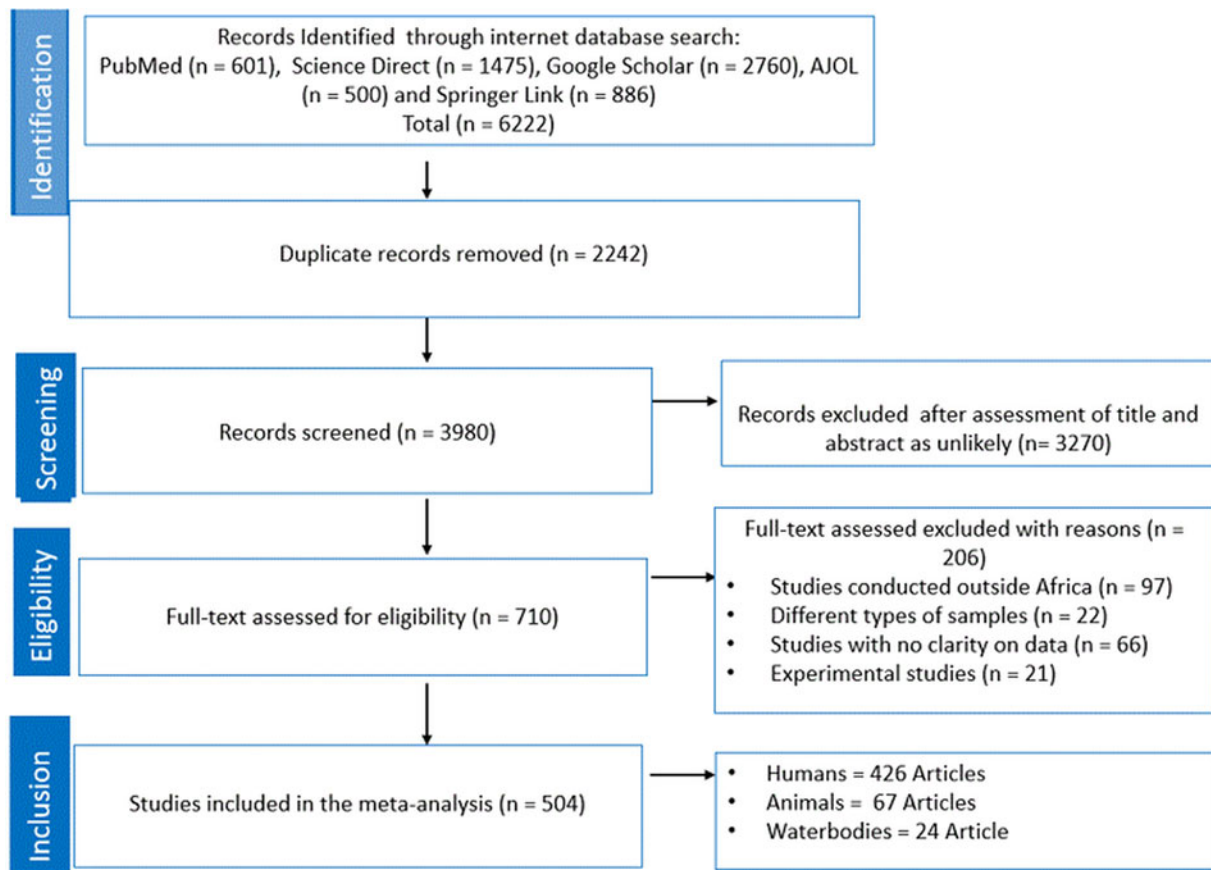 Identification
Records Identified through internet database search:
PubMed (n = 601), Science Direct (n = 1475), Google Scholar (n = 2760), AJOL
(n = 500) and Springer Link (n = 886)
Total (n = 6222)
Duplicate records removed (n = 2242)
Screening
Records screened (n = 3980)
Records excluded after assessment of title and
abstract as unlikely (n= 3270)
Eligibility
Full-text assessed for eligibility (n = 710)
Full-text assessed excluded with reasons (n =
206)
• Studies conducted outside Africa (n = 97)
• Different types of samples (n = 22)
• Studies with no clarity on data (n = 66)
• Experimental studies (n = 21)
Inclusion
Studies included in the meta-analysis (n = 504)
• Humans = 426 Articles
• Animals = 67 Articles
• Waterbodies = 24 Article